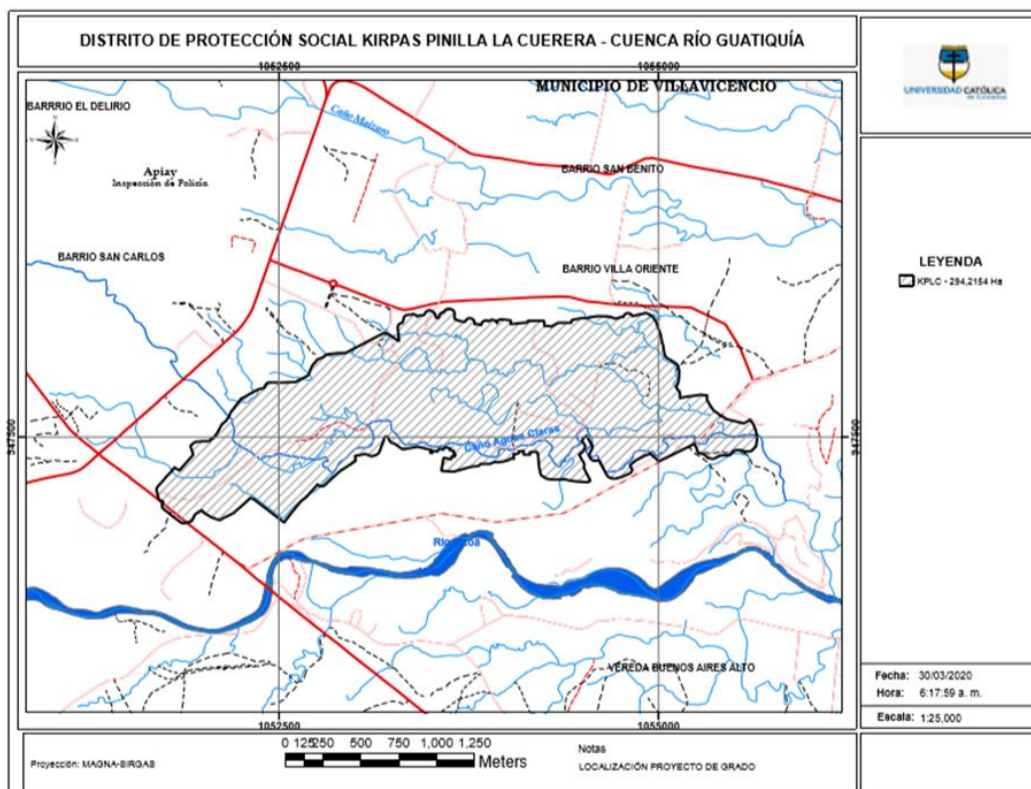 DISTRITO DE PROTECCIÓN SOCIAL KIRPAS PINILLA LA CUERERA - CUENCA RÍO GUATIQUÍA
1052500
1055000
MUNICIPIO DE VILLAVICENCIO
BARRRIO EL DELIRIO
Caño Maizaro
Apiay
Inspección de Policía
BARRIO SAN BENITO
BARRIO SAN CARLOS
BARRIO VILLA ORIENTE
947500
947500
Caño Aguas Claras
VEREDA BUENOS AIRES ALTO
1052500
1055000
UNIVERSIDAD CATÓLICA
de Colombia
LEYENDA
KPLC - 294,2154 Ha
Fecha: 30/03/2020
Hora: 6:17:59 a. m.
Escala: 1:25,000
Proyección: MAGNA-SIRGAS
0 125250 500 750 1,000 1,250
Meters
Notas
LOCALIZACIÓN PROYECTO DE GRADO